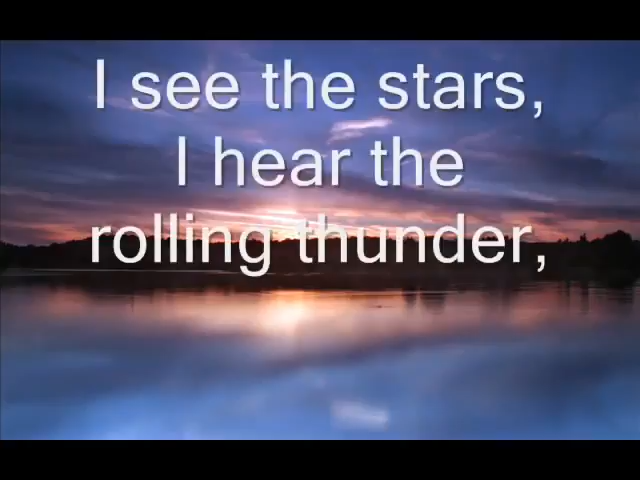 I see the stars,
I hear the
rolling thunder,